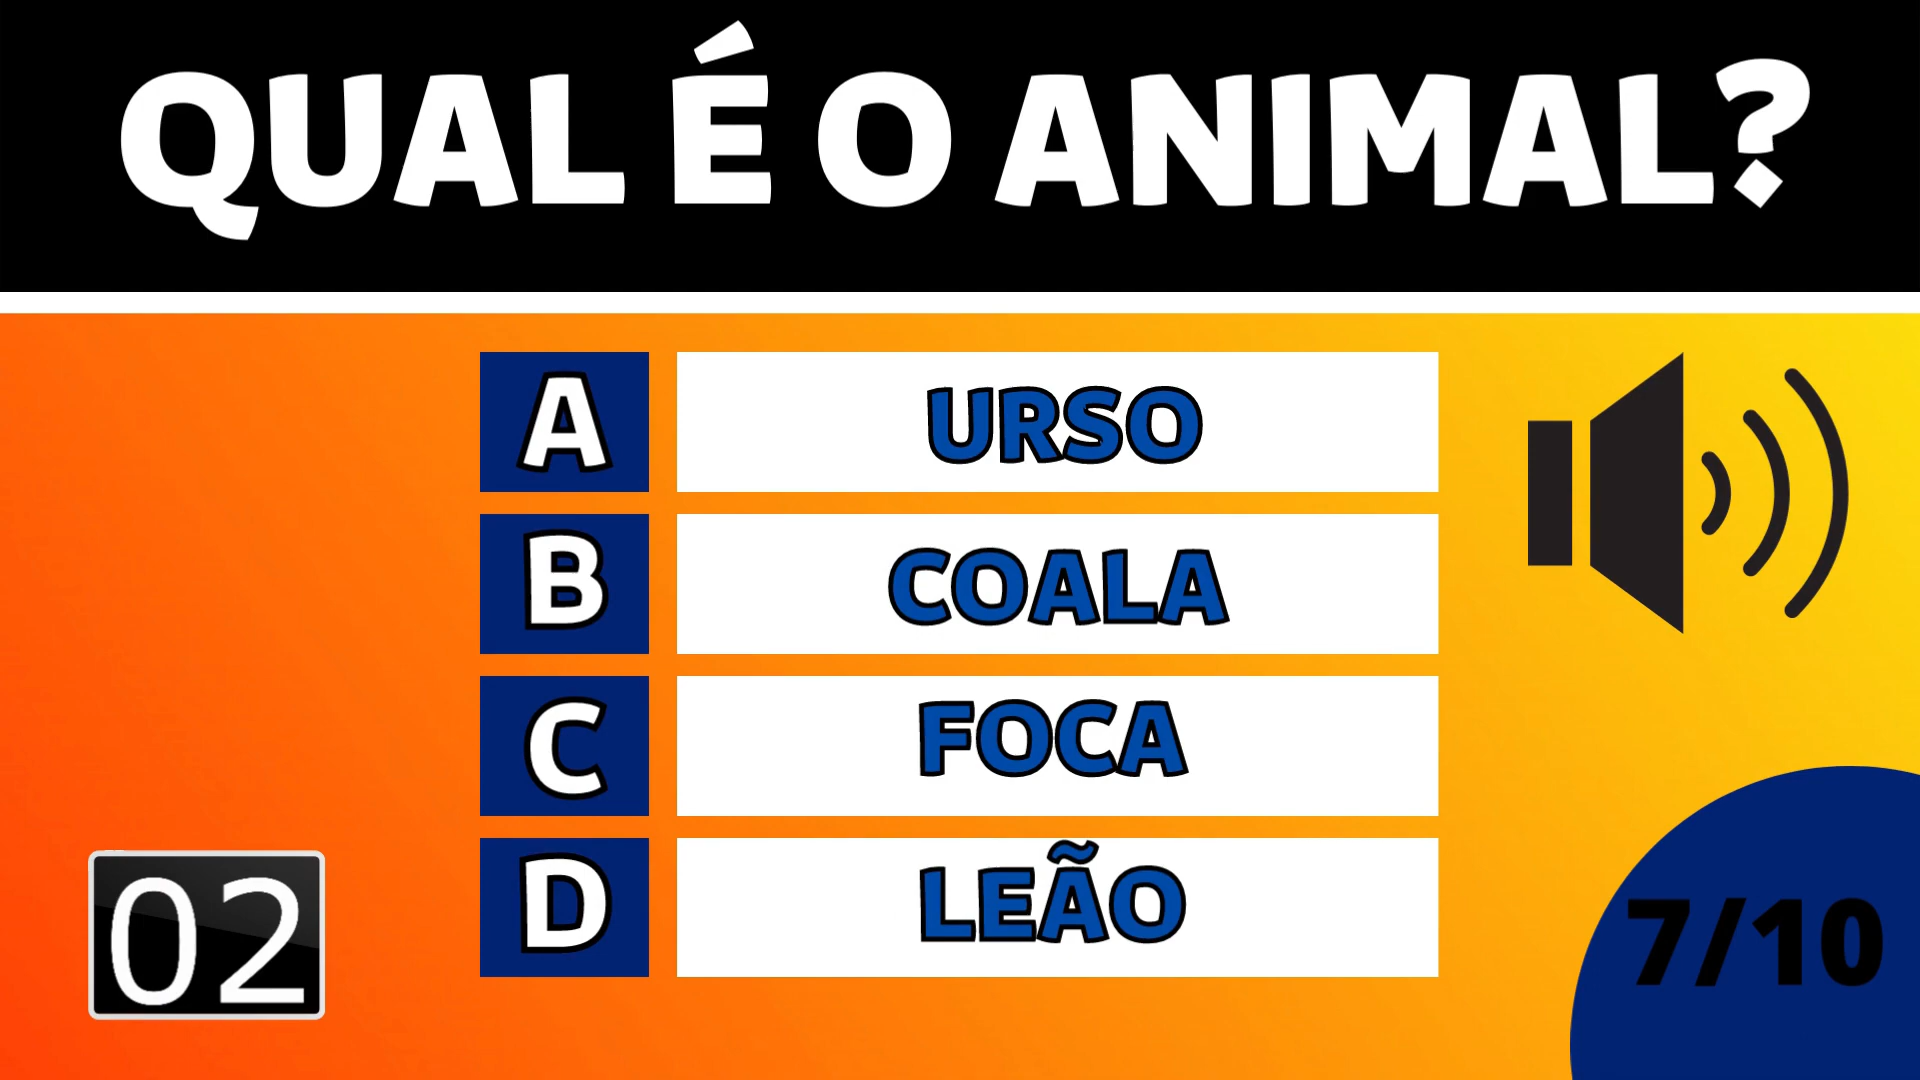 QUAL É O ANIMAL?
A URSO
B COALA
C FOCA
D LEÃO
02
7/10